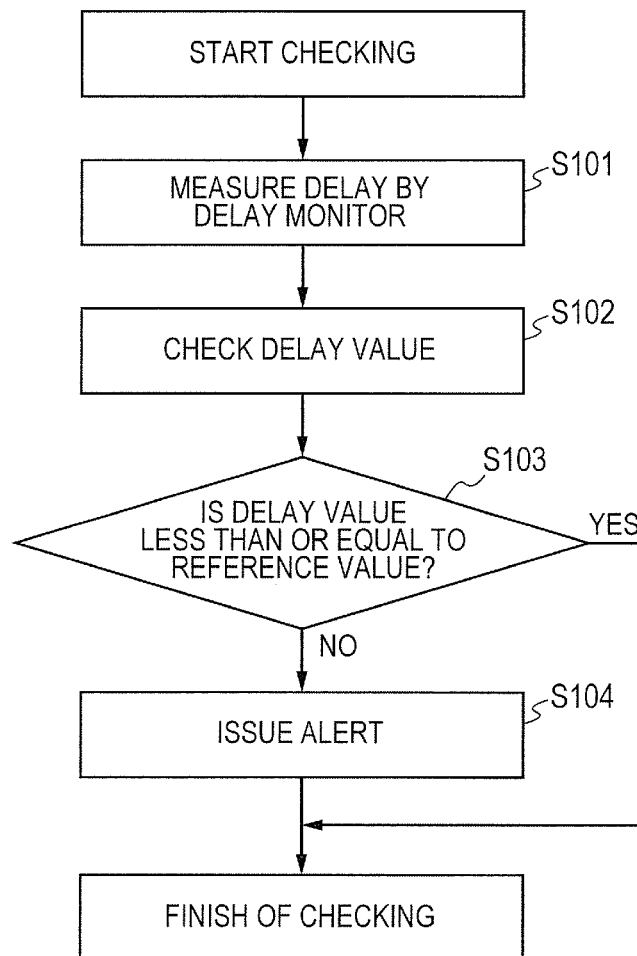 START CHECKING
S101
MEASURE DELAY BY
DELAY MONITOR
S102
CHECK DELAY VALUE
S103
IS DELAY VALUE
LESS THAN OR EQUAL TO
REFERENCE VALUE?
YES
NO
S104
ISSUE ALERT
FINISH OF CHECKING